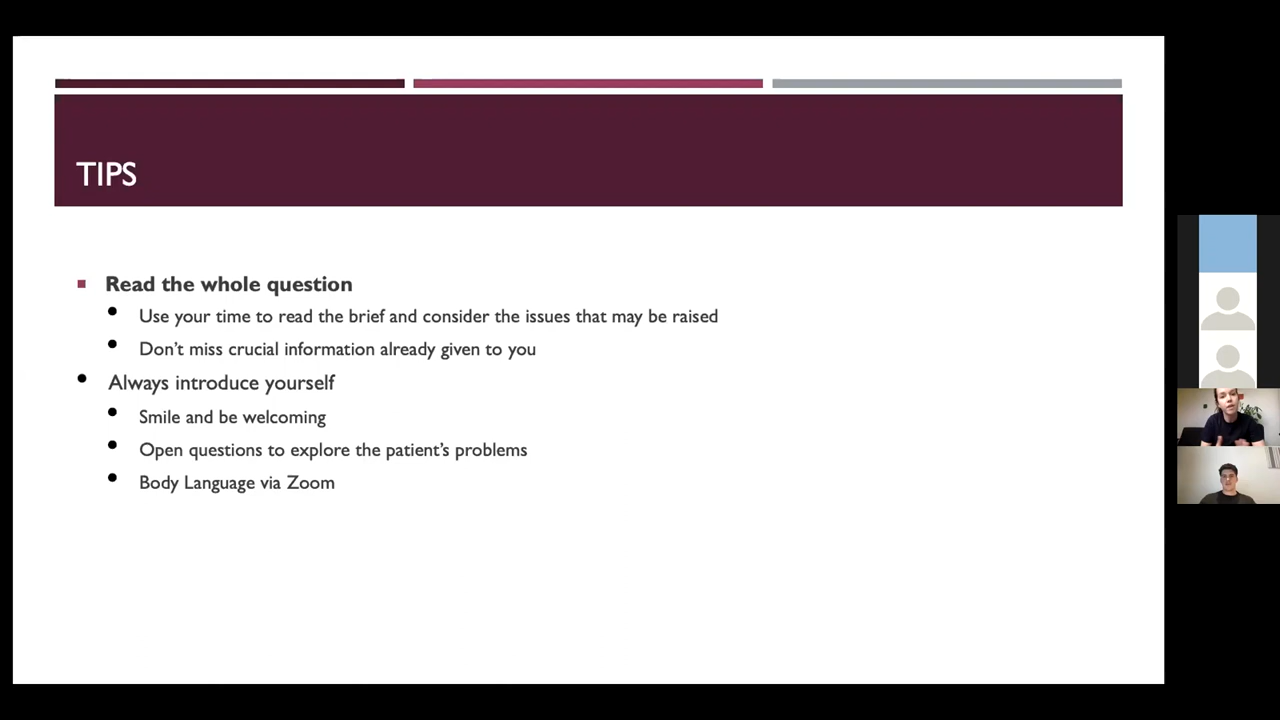 TIPS
Read the whole question
Use your time to read the brief and consider the issues that may be raised
Don’t miss crucial information already given to you
Always introduce yourself
Smile and be welcoming
Open questions to explore the patient’s problems
Body Language via Zoom